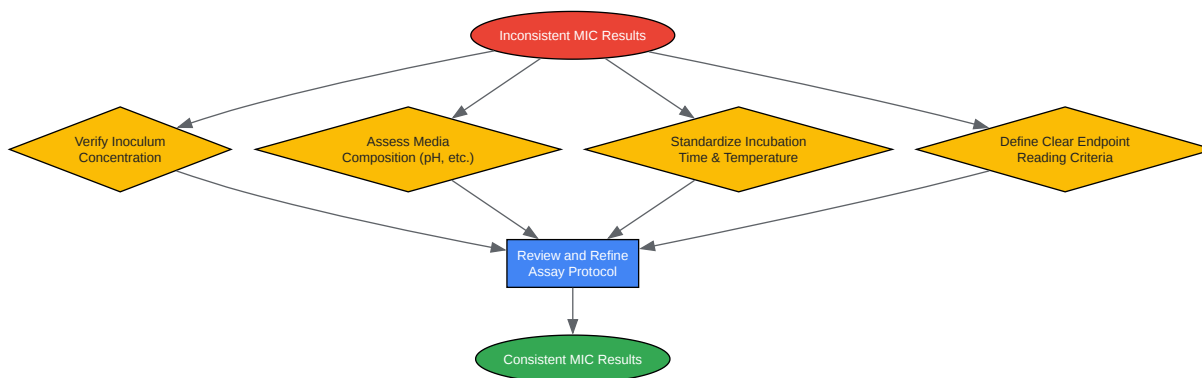 Inconsistent MIC Results
Verify Inoculum
Concentration
Assess Media
Composition (pH, etc.)
Standardize Incubation
Time & Temperature
Define Clear Endpoint
Reading Criteria
Review and Refine
Assay Protocol
Consistent MIC Results